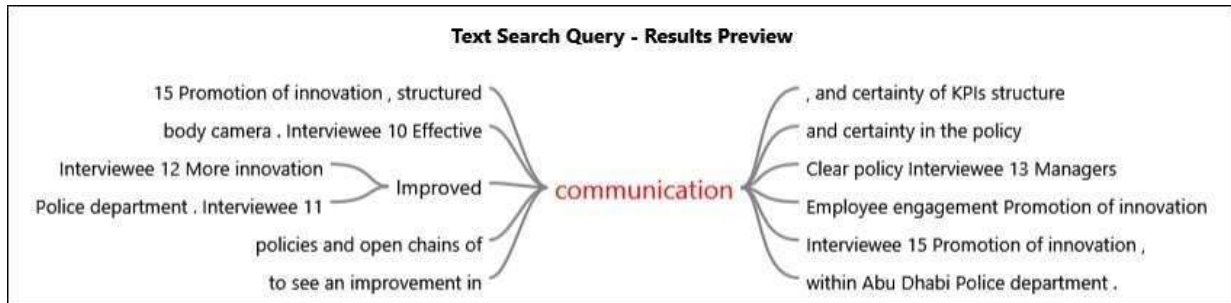 Text Search Query - Results Preview
15 Promotion of innovation , structured
body camera . Interviewee 10 Effective
Interviewee 12 More innovation
Police department . Interviewee 11
Improved
policies and open chains of
to see an improvement in
communication
, and certainty of KPIs structure
and certainty in the policy
Clear policy Interviewee 13 Managers
Employee engagement Promotion of innovation
Interviewee 15 Promotion of innovation ,
within Abu Dhabi Police department .